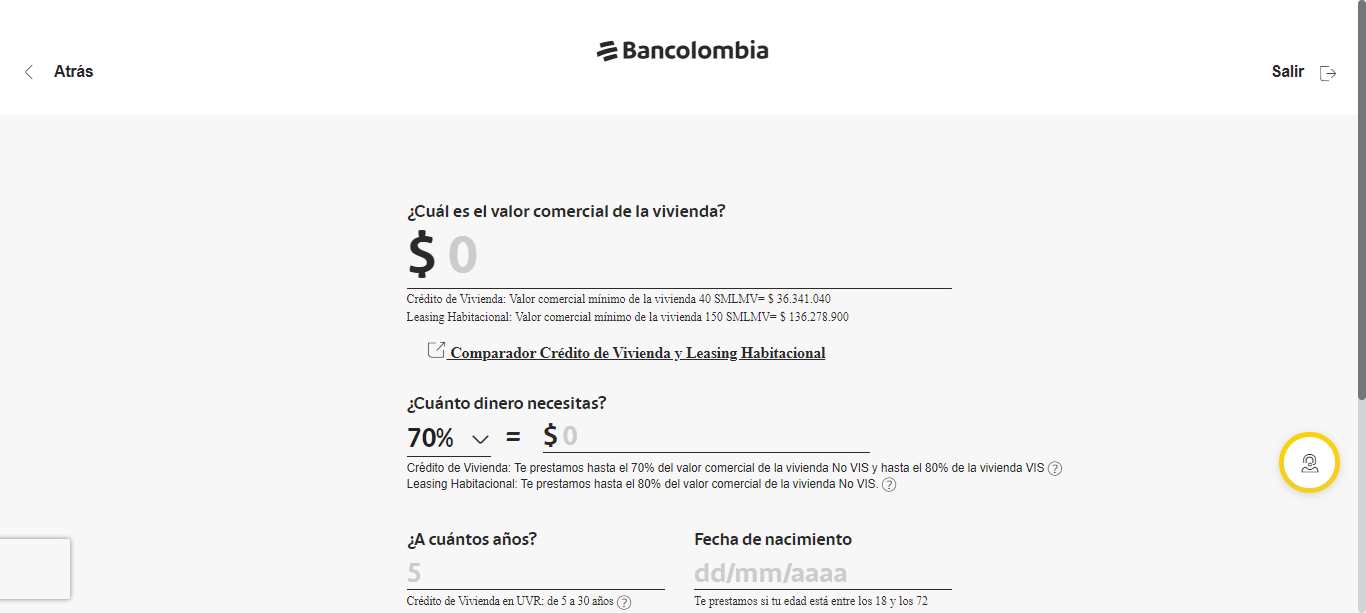 Bancolombia
Atrás
Salir
¿Cuál es el valor comercial de la vivienda?
$ 0
Crédito de Vivienda: Valor comercial mínimo de la vivienda 40 SMLMV= $ 36.341.040
Leasing Habitacional: Valor comercial mínimo de la vivienda 150 SMLMV= $ 136.278.900
Comparador Crédito de Vivienda y Leasing Habitacional
¿Cuánto dinero necesitas?
70% = $ 0
Crédito de Vivienda: Te prestamos hasta el 70% del valor comercial de la vivienda No VIS y hasta el 80% de la vivienda VIS ?
Leasing Habitacional: Te prestamos hasta el 80% del valor comercial de la vivienda No VIS. ?
¿A cuántos años?
5
Crédito de Vivienda en UVR: de 5 a 30 años ?
Fecha de nacimiento
dd/mm/aaaa
Te prestamos si tu edad está entre los 18 y los 72